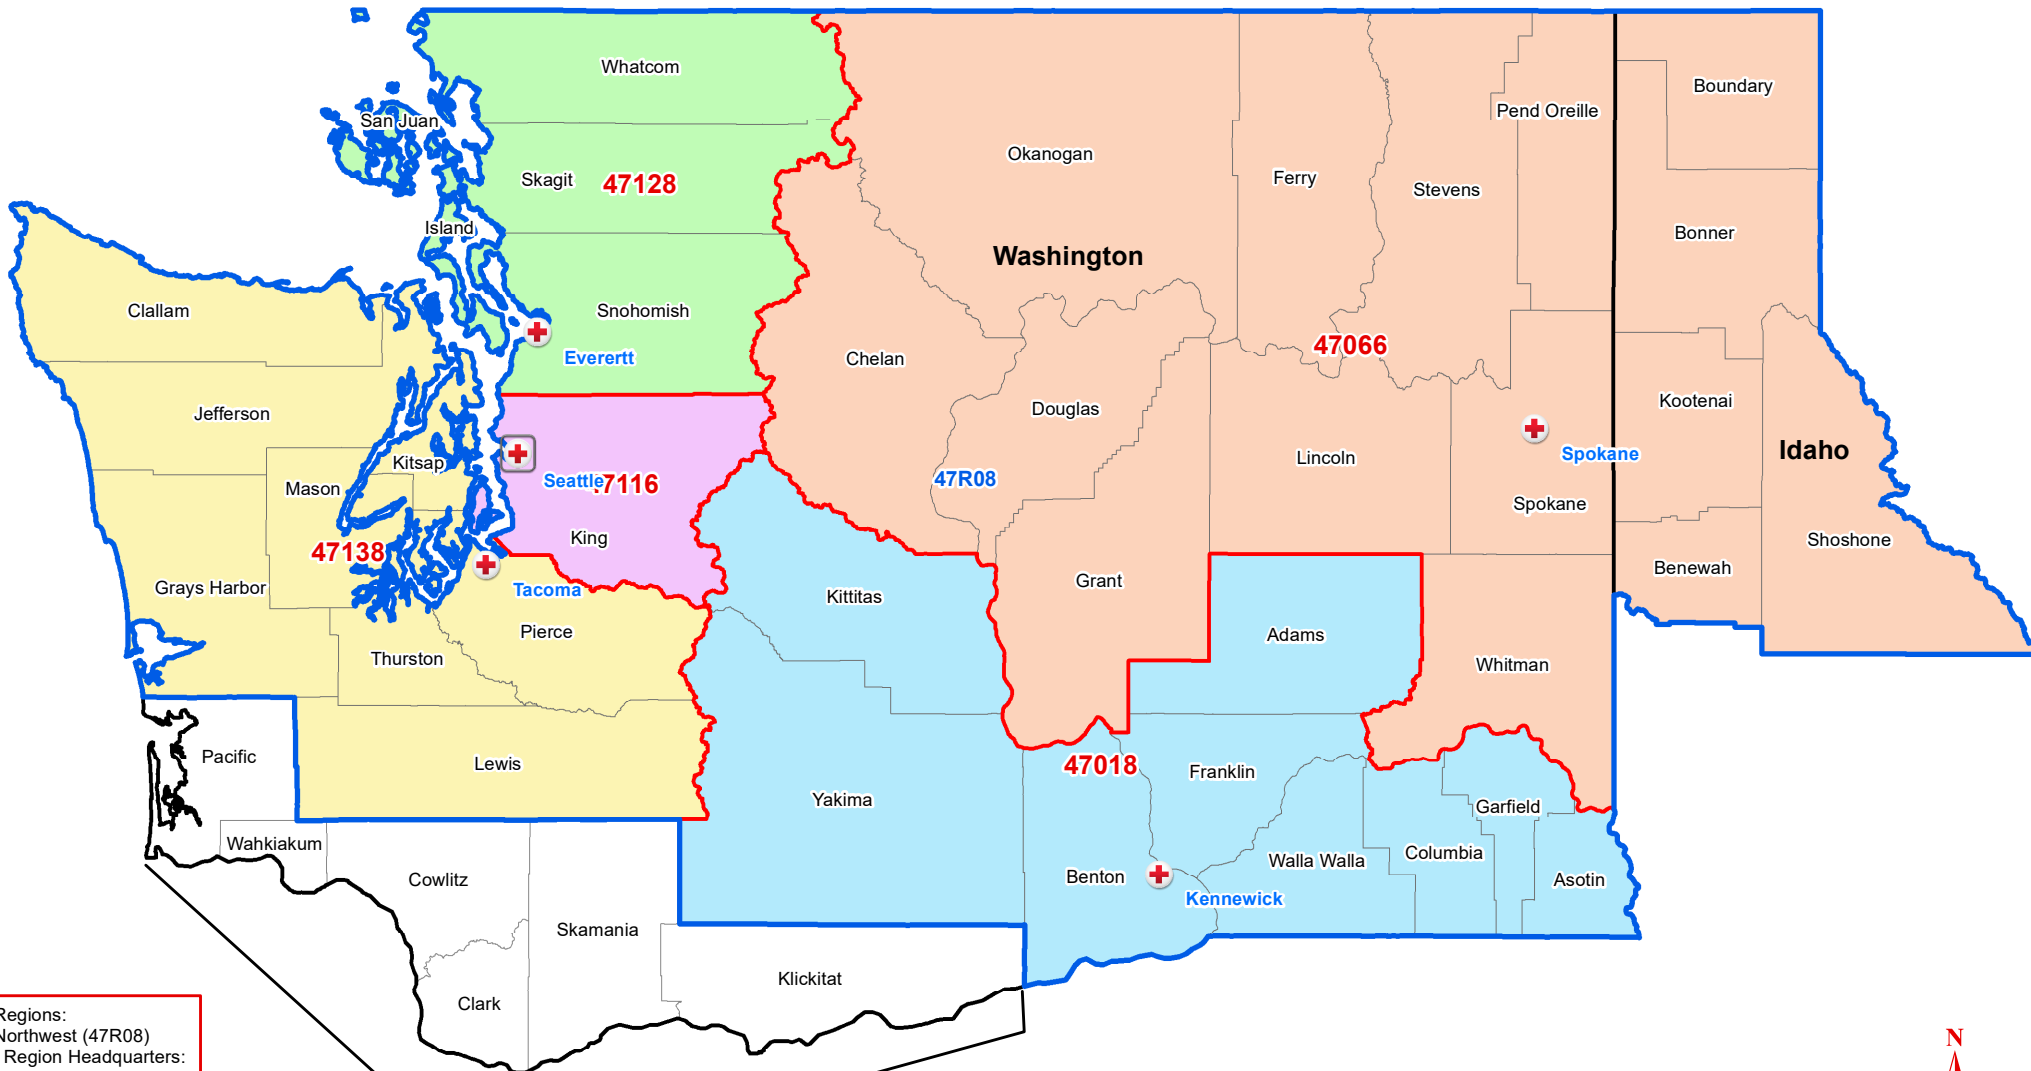 Whatcom
Boundary
San Juan
Pend Oreille
Okanogan
Skagit
47128
Ferry
Stevens
Island
Bonner
Washington
Clallam
Snohomish
47066
Everertt
Chelan
Jefferson
Douglas
Kootenai
Kitsap
Lincoln
Spokane
Idaho
Mason
Seattle
47116
47R08
Spokane
King
Shoshone
47138
Benewah
Grays Harbor
Tacoma
Kittitas
Grant
Pierce
Adams
Thurston
Whitman
Pacific
Lewis
47018
Franklin
Yakima
Garfield
Wahkiakum
Cowlitz
Benton
Walla Walla
Columbia
Asotin
Kennewick
Skamania
Klickitat
Clark
Regions:
Northwest (47R08)
Region Headquarters:
N